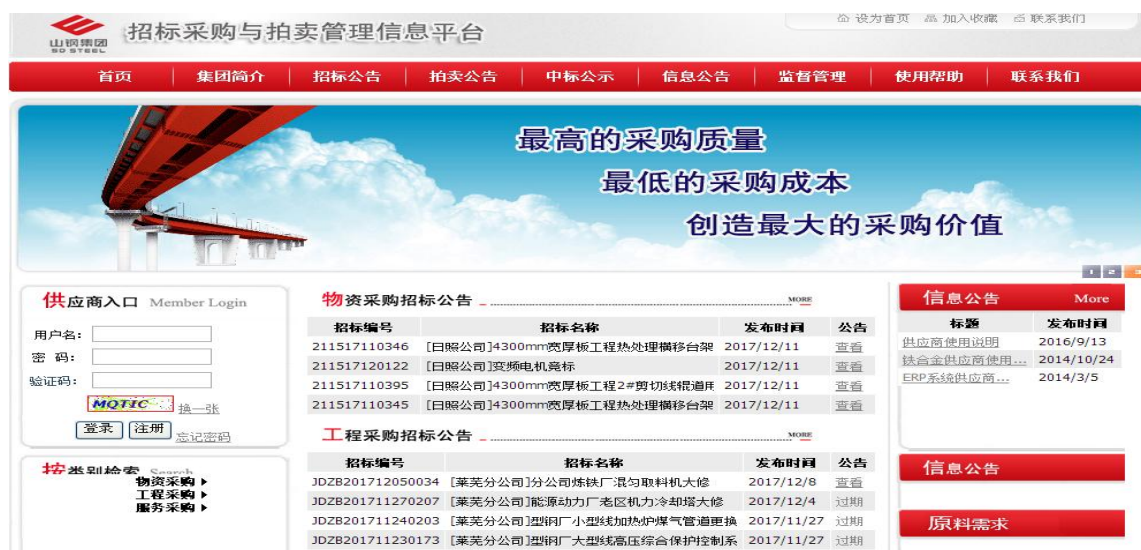 设为首页 加入收藏 联系我们
山钢集团
SD STEEL
招标采购与拍卖管理信息平台
首页 集团简介 招标公告 拍卖公告 中标公示 信息公告 监督管理 使用帮助 联系我们
最高的采购质量
最低的采购成本
创造最大的采购价值
1 2 3
供应商入口 Member Login
用户名:
密 码:
验证码:
MQTIC 换一张
登录 注册 忘记密码
按类别检索 Search
物资采购
工程采购
服务采购
物资采购招标公告 MORE
招标编号 招标名称 发布时间 公告
211517110346 [日照公司]4300mm宽厚板工程热处理横移台架 2017/12/11 查看
211517120122 [日照公司]变频电机竞标 2017/12/11 查看
211517110395 [日照公司]4300mm宽厚板工程2#剪切线辊道用 2017/12/11 查看
211517110345 [日照公司]4300mm宽厚板工程热处理横移台架 2017/12/11 查看
工程采购招标公告 MORE
招标编号 招标名称 发布时间 公告
JDZB201712050034 [莱芜分公司]分公司炼铁厂混匀取料机大修 2017/12/8 查看
JDZB201711270207 [莱芜分公司]能源动力厂老区机力冷却塔大修 2017/12/4 过期
JDZB201711240203 [莱芜分公司]型钢厂小型线加热炉煤气管道更换 2017/11/27 过期
JDZB201711230173 [莱芜分公司]型钢厂大型线高压综合保护控制系 2017/11/27 过期
信息公告 More
标题 发布时间
供应商使用说明 2016/9/13
铁合金供应商使用... 2014/10/24
ERP系统供应商... 2014/3/5
信息公告
原料需求